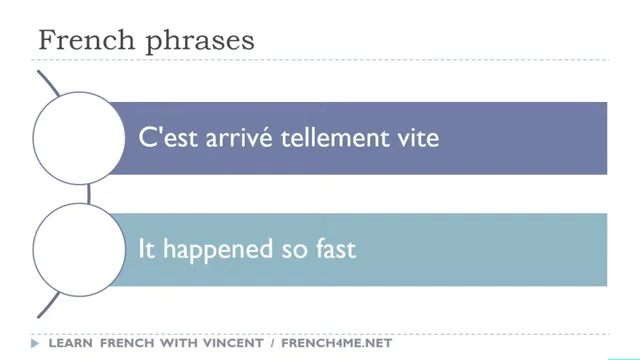 French phrases
C'est arrivé tellement vite
It happened so fast
LEARN FRENCH WITH VINCENT / FRENCH4ME.NET